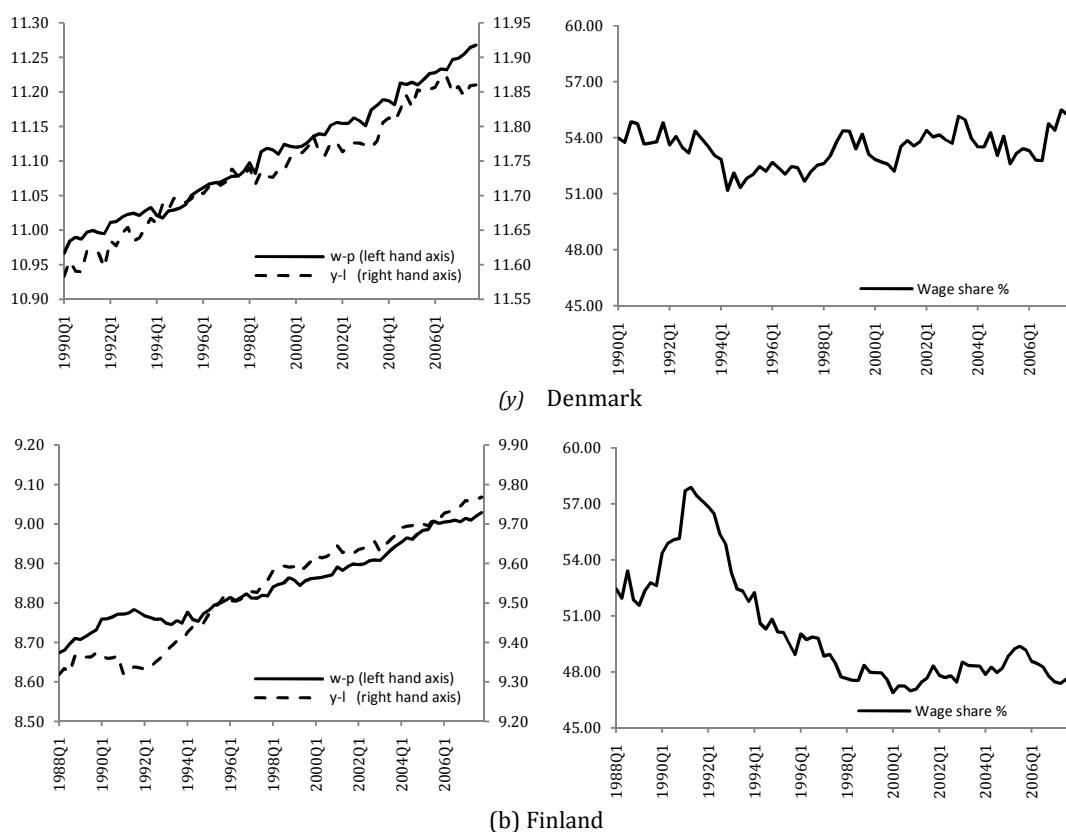 11.30
11.25
11.20
11.15
11.10
11.05
11.00
10.95
10.90
11.95
11.90
11.85
11.80
11.75
11.70
11.65
11.60
11.55
w-p (left hand axis)
y-l (right hand axis)
1990Q1
1992Q1
1994Q1
1996Q1
1998Q1
2000Q1
2002Q1
2004Q1
2006Q1
60.00
57.00
54.00
51.00
48.00
45.00
Wage share %
1990Q1
1992Q1
1994Q1
1996Q1
1998Q1
2000Q1
2002Q1
2004Q1
2006Q1
(y) Denmark
9.20
9.10
9.00
8.90
8.80
8.70
8.60
8.50
9.90
9.80
9.70
9.60
9.50
9.40
9.30
9.20
w-p (left hand axis)
y-l (right hand axis)
1988Q1
1990Q1
1992Q1
1994Q1
1996Q1
1998Q1
2000Q1
2002Q1
2004Q1
2006Q1
60.00
57.00
54.00
51.00
48.00
45.00
Wage share %
1988Q1
1990Q1
1992Q1
1994Q1
1996Q1
1998Q1
2000Q1
2002Q1
2004Q1
2006Q1
(b) Finland